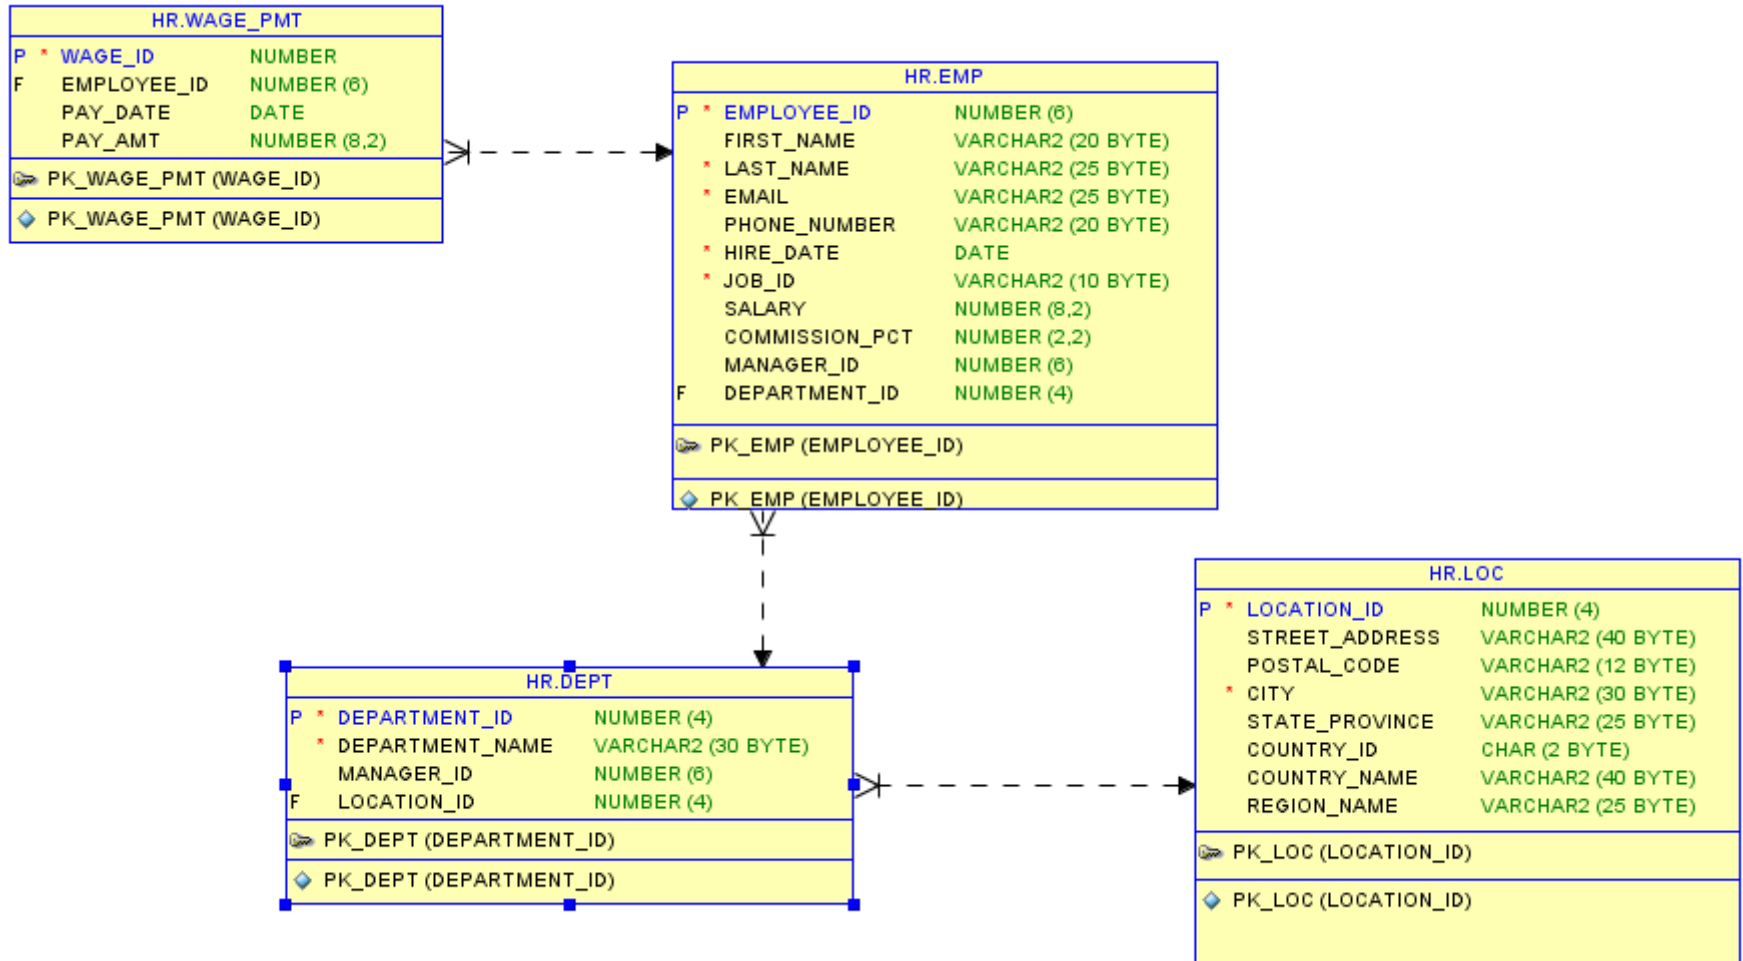 HR.WAGE_PMT
P * WAGE_ID NUMBER
F EMPLOYEE_ID NUMBER (6)
PAY_DATE DATE
PAY_AMT NUMBER (8,2)
PK_WAGE_PMT (WAGE_ID)
PK_WAGE_PMT (WAGE_ID)
HR.EMP
P * EMPLOYEE_ID NUMBER (6)
FIRST_NAME VARCHAR2 (20 BYTE)
* LAST_NAME VARCHAR2 (25 BYTE)
* EMAIL VARCHAR2 (25 BYTE)
PHONE_NUMBER VARCHAR2 (20 BYTE)
* HIRE_DATE DATE
* JOB_ID VARCHAR2 (10 BYTE)
SALARY NUMBER (8,2)
COMMISSION_PCT NUMBER (2,2)
MANAGER_ID NUMBER (6)
F DEPARTMENT_ID NUMBER (4)
PK_EMP (EMPLOYEE_ID)
PK_EMP (EMPLOYEE_ID)
HR.DEPT
P * DEPARTMENT_ID NUMBER (4)
* DEPARTMENT_NAME VARCHAR2 (30 BYTE)
MANAGER_ID NUMBER (6)
F LOCATION_ID NUMBER (4)
PK_DEPT (DEPARTMENT_ID)
PK_DEPT (DEPARTMENT_ID)
HR.LOC
P * LOCATION_ID NUMBER (4)
STREET_ADDRESS VARCHAR2 (40 BYTE)
POSTAL_CODE VARCHAR2 (12 BYTE)
* CITY VARCHAR2 (30 BYTE)
STATE_PROVINCE VARCHAR2 (25 BYTE)
COUNTRY_ID CHAR (2 BYTE)
COUNTRY_NAME VARCHAR2 (40 BYTE)
REGION_NAME VARCHAR2 (25 BYTE)
PK_LOC (LOCATION_ID)
PK_LOC (LOCATION_ID)